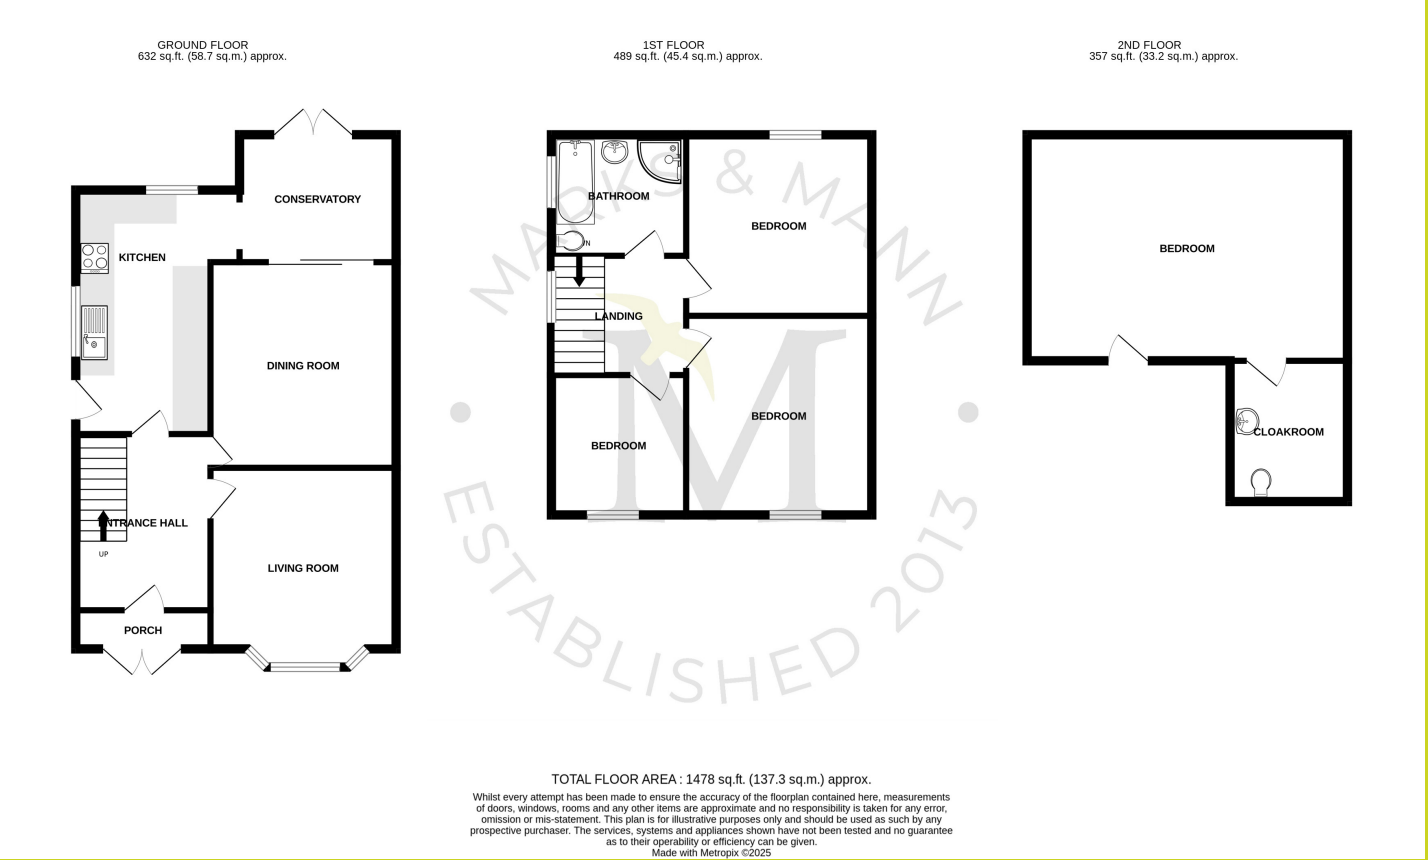 GROUND FLOOR
632 sq.ft. (58.7 sq.m.) approx.
CONSERVATORY
KITCHEN
DINING ROOM
ENTRANCE HALL
UP
LIVING ROOM
PORCH
1ST FLOOR
489 sq.ft. (45.4 sq.m.) approx.
BATHROOM
BEDROOM
LANDING
BEDROOM
BEDROOM
MARKS & MANN
M
ESTABLISHED 2013
2ND FLOOR
357 sq.ft. (33.2 sq.m.) approx.
BEDROOM
CLOAKROOM
TOTAL FLOOR AREA : 1478 sq.ft. (137.3 sq.m.) approx.
Whilst every attempt has been made to ensure the accuracy of the floorplan contained here, measurements
of doors, windows, rooms and any other items are approximate and no responsibility is taken for any error,
omission or mis-statement. This plan is for illustrative purposes only and should be used as such by any
prospective purchaser. The services, systems and appliances shown have not been tested and no guarantee
as to their operability or efficiency can be given.
Made with Metropix ©2025